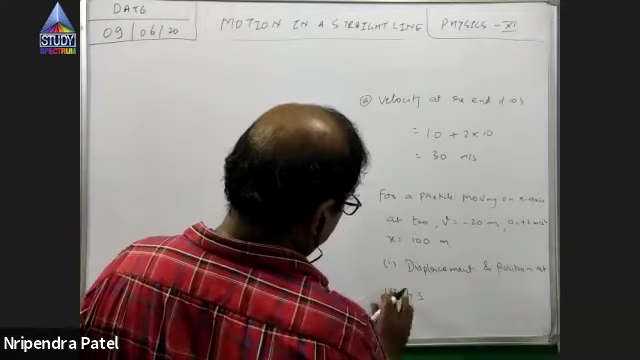 DATE
MOTION IN A STRAIGHT LINE
PHYSICS - XI
09/06/20
STUDY
SPECTRUM
Velocity at the end of 10s
= 10 + 2×10
= 30 m/s
For a particle moving on x-axis
at t=0, V = -20 m/s,
x = 100 m
(i) Displacement & Position at
S
Nripendra Patel